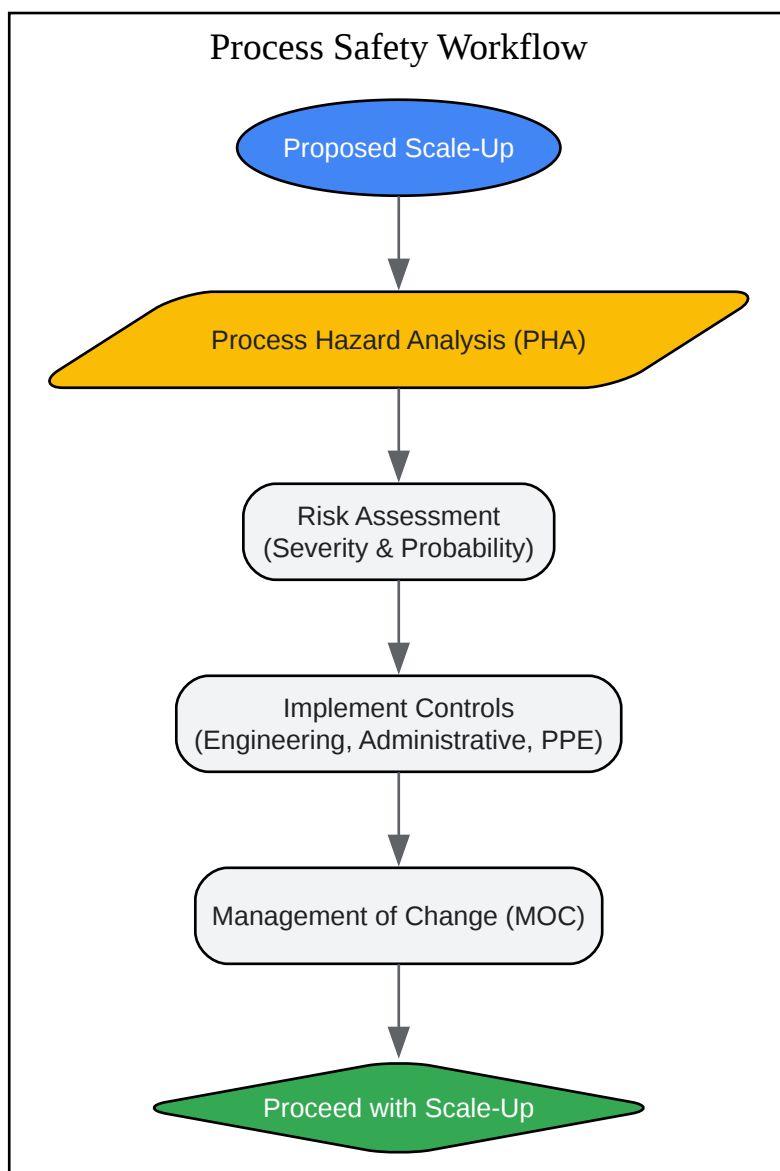 Process Safety Workflow
Proposed Scale-Up
Process Hazard Analysis (PHA)
Risk Assessment
(Severity & Probability)
Implement Controls
(Engineering, Administrative, PPE)
Management of Change (MOC)
Proceed with Scale-Up